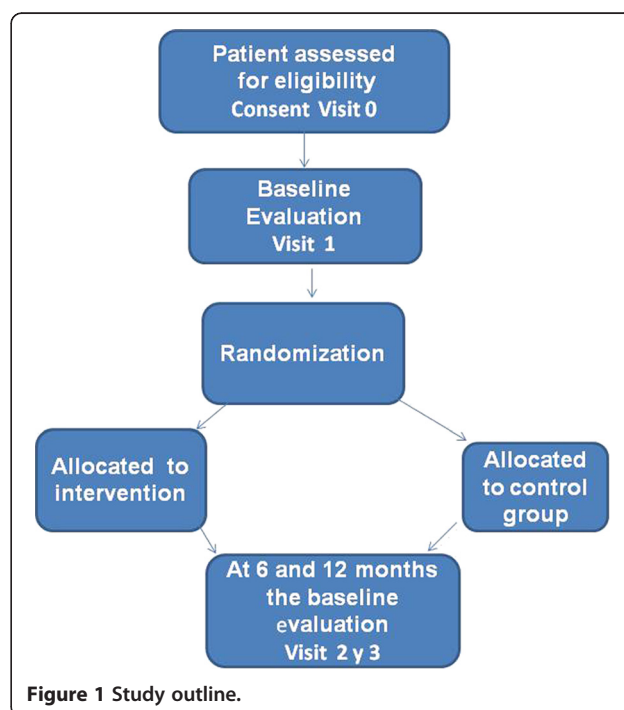 Patient assessed
for eligibility
Consent Visit 0
Baseline
Evaluation
Visit 1
Randomization
Allocated to
intervention
Allocated
to control
group
At 6 and 12 months
the baseline
evaluation
Visit 2 y 3
Figure 1 Study outline.